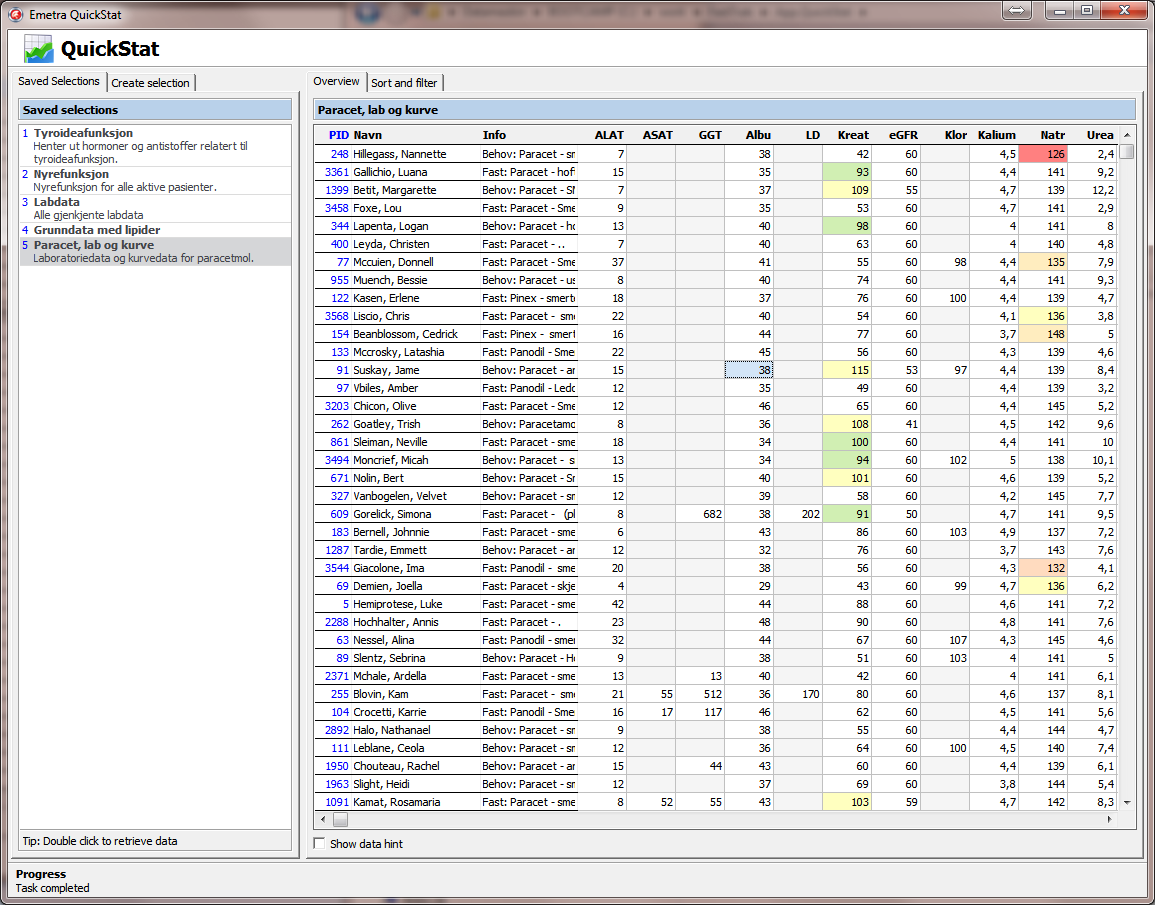 Emetra QuickStat
QuickStat
Saved Selections
Create selection
Saved selections
1 Tyroideafunksjon
Henter ut hormoner og antistoffer relatert til
tyroideafunksjon.
2 Nyrefunksjon
Nyrefunksjon for alle aktive pasienter.
3 Labdata
Alle gjenkjente labdata
4 Grunndata med lipider
5 Paracet, lab og kurve
Laboratoriedata og kurvedata for paracetmol.
Tip: Double click to retrieve data
Overview
Sort and filter
Paracet, lab og kurve
PID Navn Info ALAT ASAT GGT Albu LD Kreat eGFR Klor Kalium Natr Urea
248 Hillegass, Nannette Behov: Paracet - sr 7 38 42 60 4,5 126 2,4
3361 Gallichio, Luana Fast: Paracet - hof 15 35 93 60 4,4 141 9,2
1399 Betit, Margarette Behov: Paracet - SM 7 37 109 55 4,7 139 12,2
3458 Foxe, Lou Fast: Paracet - Sme 9 35 53 60 4,7 141 2,9
344 Lapenta, Logan Behov: Paracet - ho 13 40 98 60 4 141 8
400 Leyda, Christen Fast: Paracet - .. 7 40 63 60 4 140 4,8
77 Mccuien, Donnell Fast: Paracet - Sme 37 41 55 60 98 4,4 135 7,9
955 Muench, Bessie Behov: Paracet - us 8 40 74 60 4,4 141 9,3
122 Kasen, Erlene Fast: Pinex - smert 18 37 76 60 100 4,4 139 4,7
3568 Liscio, Chris Fast: Paracet - sme 22 40 54 60 4,1 136 3,8
154 Beanblossom, Cedrick Fast: Pinex - smert 16 44 77 60 3,7 148 5
133 Mccrosky, Latashia Fast: Panodil - Sme 22 45 56 60 4,3 139 4,6
91 Suskay, Jame Behov: Paracet - ar 15 38 115 53 97 4,4 139 8,4
97 Vbiles, Amber Fast: Panodil - Ledd 12 35 49 60 4,4 139 3,2
3203 Chicon, Olive Fast: Paracet - Sme 12 46 65 60 4,4 145 5,2
262 Goatley, Trish Behov: Paracetamo 8 36 108 41 4,5 142 9,6
861 Sleiman, Neville Fast: Paracet - sme 18 34 100 60 4,4 141 10
3494 Moncrief, Micah Behov: Paracet - s 13 34 94 60 102 5 138 10,1
671 Nolin, Bert Behov: Paracet - Sr 15 40 101 60 4,6 139 5,2
327 Vanbogelen, Velvet Behov: Paracet - sr 12 39 58 60 4,2 145 7,7
609 Gorelick, Simona Fast: Paracet - (pl 8 682 38 202 91 50 4,7 141 9,5
183 Bernell, Johnnie Fast: Paracet - sme 6 43 86 60 103 4,9 137 7,2
1287 Tardie, Emmett Behov: Paracet - ar 12 32 76 60 3,7 143 7,6
3544 Giacolone, Ima Fast: Panodil - sme 20 38 56 60 4,3 132 4,1
69 Demien, Joella Fast: Paracet - skje 4 29 43 60 99 4,7 136 6,2
5 Hemiprotese, Luke Fast: Paracet - sme 42 44 88 60 4,6 141 7,2
2288 Hochhalter, Annis Fast: Paracet - . 23 48 90 60 4,8 141 7,6
63 Nessel, Alina Fast: Panodil - smer 32 44 67 60 107 4,3 145 4,6
89 Slentz, Sebrina Behov: Paracet - Ho 9 38 51 60 103 4 141 5
2371 Mchale, Ardella Fast: Paracet - sme 13 13 40 42 60 4 141 6,1
255 Blovin, Kam Fast: Paracet - sme 21 55 512 36 170 80 60 4,6 137 8,1
104 Crocetti, Karrie Fast: Panodil - Sme 16 17 117 46 62 60 4,5 141 5,6
2892 Halo, Nathanael Behov: Paracet - sr 9 38 55 60 4,4 144 4,7
111 Leblane, Ceola Behov: Paracet - sr 12 36 64 60 100 4,5 140 7,4
1950 Chouteau, Rachel Behov: Paracet - ar 15 44 43 60 60 4,4 139 6,1
1963 Slight, Heidi Behov: Paracet - sr 12 37 69 60 3,8 144 5,4
1091 Kamat, Rosamaria Fast: Paracet - sme 8 52 55 43 103 59 4,7 142 8,3
Show data hint
Progress
Task completed